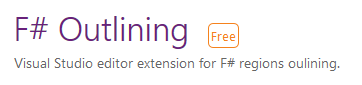 F# Outlining Free
Visual Studio editor extension for F# regions oulining.